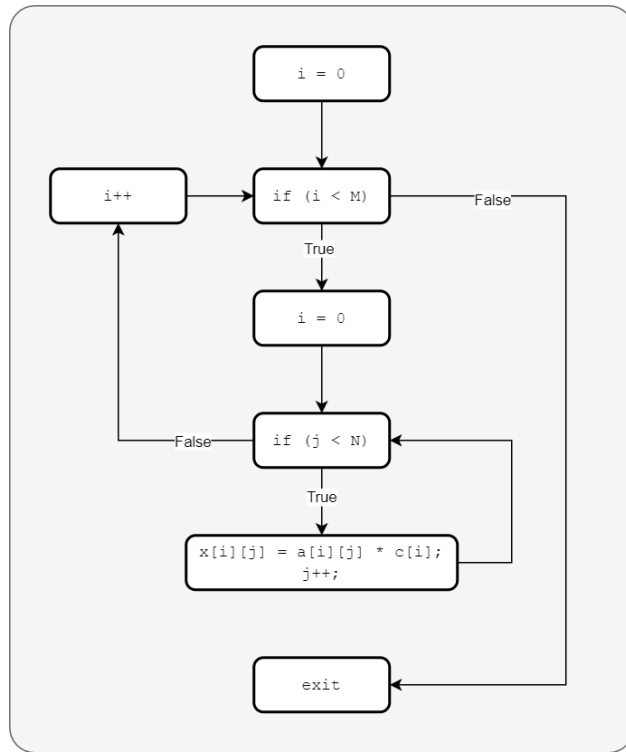 i = 0
i++
if (i < M)
False
True
i = 0
False
if (j < N)
True
x[i][j] = a[i][j] * c[i];
j++;
exit